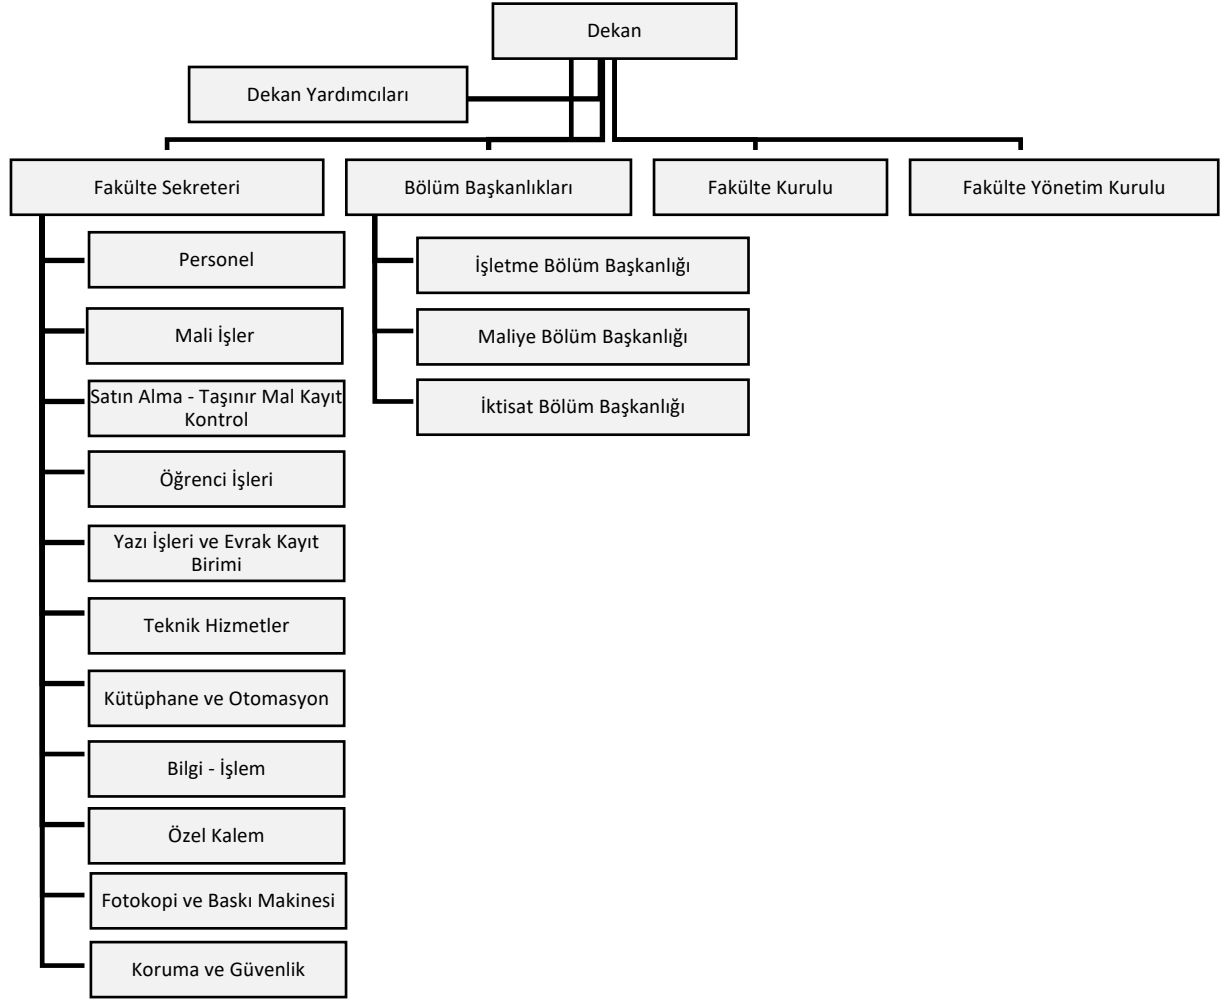 Dekan
Dekan Yardımcıları
Fakülte Sekreteri
Bölüm Başkanlıkları
Fakülte Kurulu
Fakülte Yönetim Kurulu
Personel
Mali İşler
Satın Alma - Taşınır Mal Kayıt
Kontrol
Öğrenci İşleri
Yazı İşleri ve Evrak Kayıt
Birimi
Teknik Hizmetler
Kütüphane ve Otomasyon
Bilgi - İşlem
Özel Kalem
Fotokopi ve Baskı Makinesi
Koruma ve Güvenlik
İşletme Bölüm Başkanlığı
Maliye Bölüm Başkanlığı
İktisat Bölüm Başkanlığı